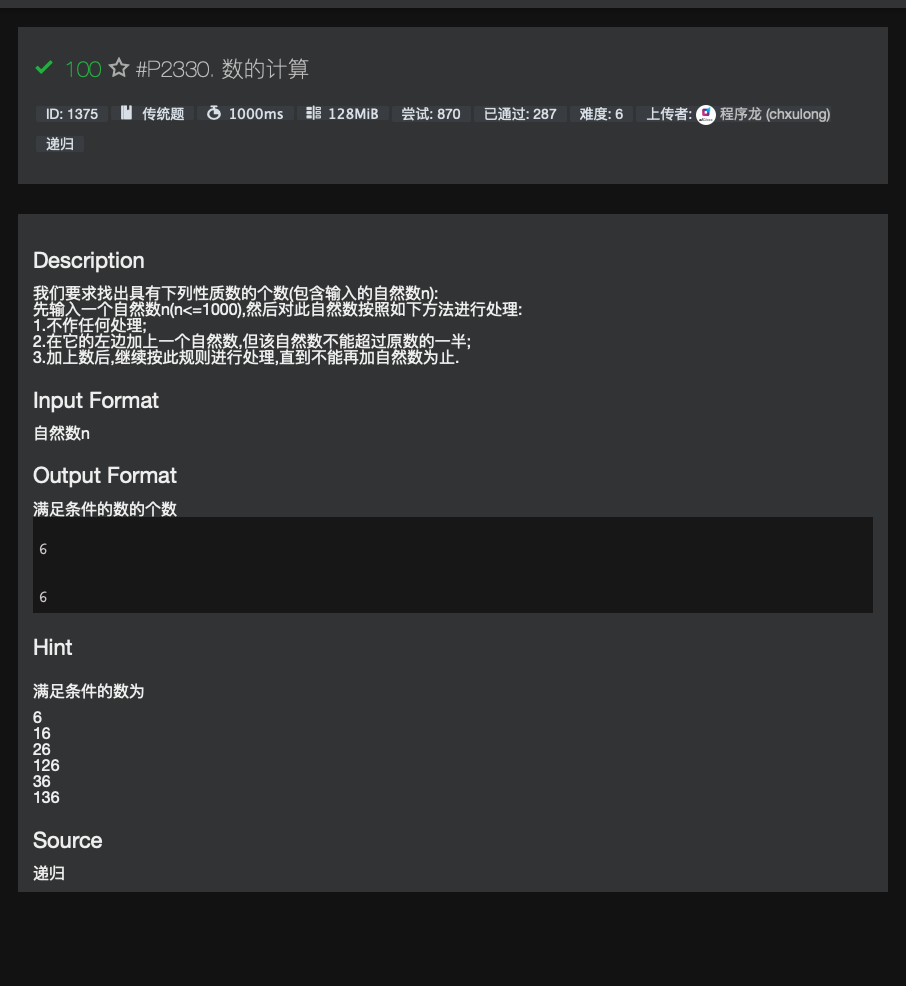 100 #P2330. 数的计算
ID: 1375 传统题 1000ms 128MiB 尝试: 870 已通过: 287 难度: 6 上传者: 程序龙 (chxulong)
递归
Description
我们要求找出具有下列性质数的个数(包含输入的自然数n):
先输入一个自然数n(n<=1000),然后对此自然数按照如下方法进行处理:
1.不作任何处理;
2.在它的左边加上一个自然数,但该自然数不能超过原数的一半;
3.加上数后,继续按此规则进行处理,直到不能再加自然数为止.
Input Format
自然数n
Output Format
满足条件的数的个数
6
6
Hint
满足条件的数为
6
16
26
126
36
136
Source
递归